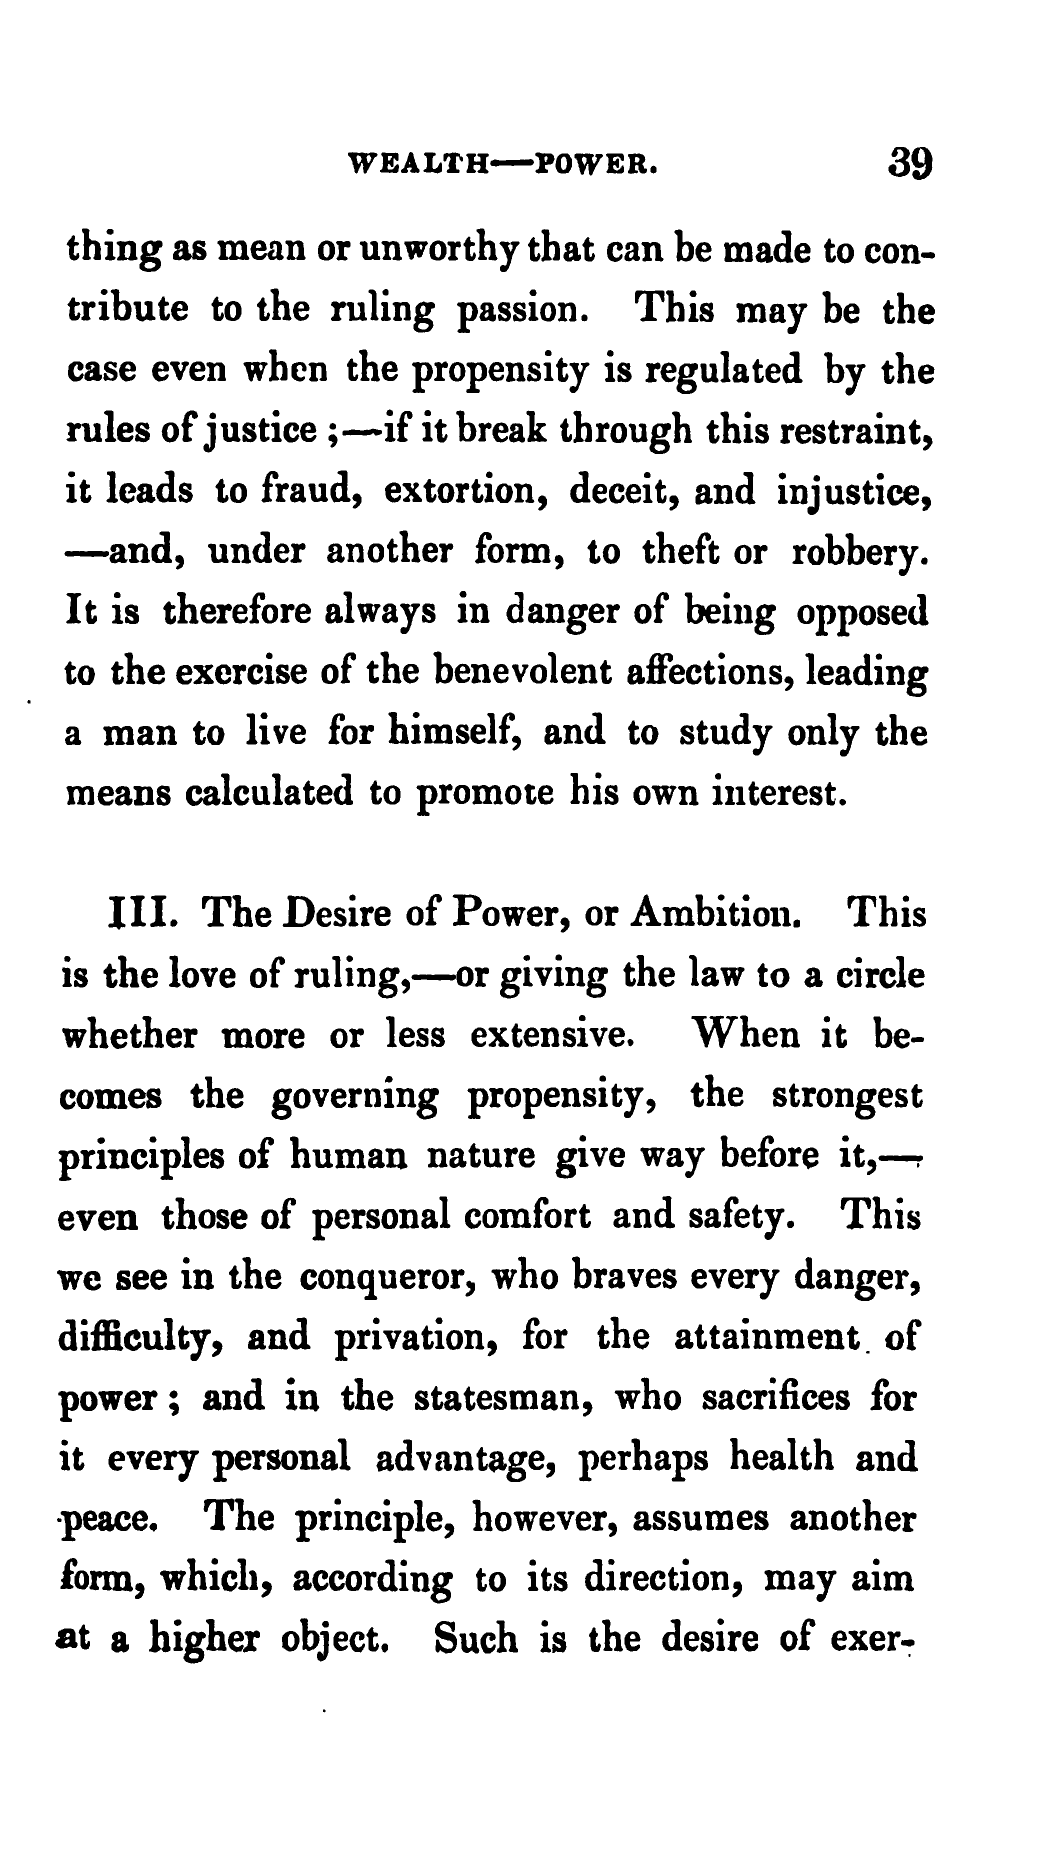 WEALTH—POWER. 39
thing as mean or unworthy that can be made to con-
tribute to the ruling passion. This may be the
case even when the propensity is regulated by the
rules of justice ;—if it break through this restraint,
it leads to fraud, extortion, deceit, and injustice,
—and, under another form, to theft or robbery.
It is therefore always in danger of being opposed
to the exercise of the benevolent affections, leading
a man to live for himself, and to study only the
means calculated to promote his own interest.
III. The Desire of Power, or Ambition. This
is the love of ruling,—or giving the law to a circle
whether more or less extensive. When it be-
comes the governing propensity, the strongest
principles of human nature give way before it,—
even those of personal comfort and safety. This
we see in the conqueror, who braves every danger,
difficulty, and privation, for the attainment of
power ; and in the statesman, who sacrifices for
it every personal advantage, perhaps health and
peace. The principle, however, assumes another
form, which, according to its direction, may aim
at a higher object. Such is the desire of exer-